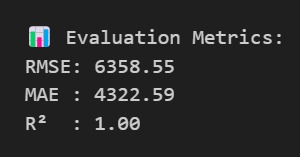 📊 Evaluation Metrics:
RMSE: 6358.55
MAE : 4322.59
R²  : 1.00